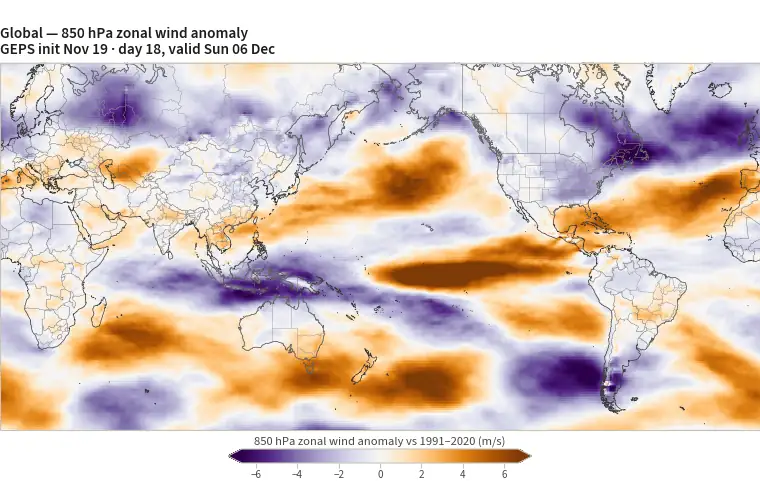 Global — 850 hPa zonal wind anomaly
GEPS init Nov 19 · day 18, valid Sun 06 Dec
850 hPa zonal wind anomaly vs 1991–2020 (m/s)
−6 −4 −2 0 2 4 6